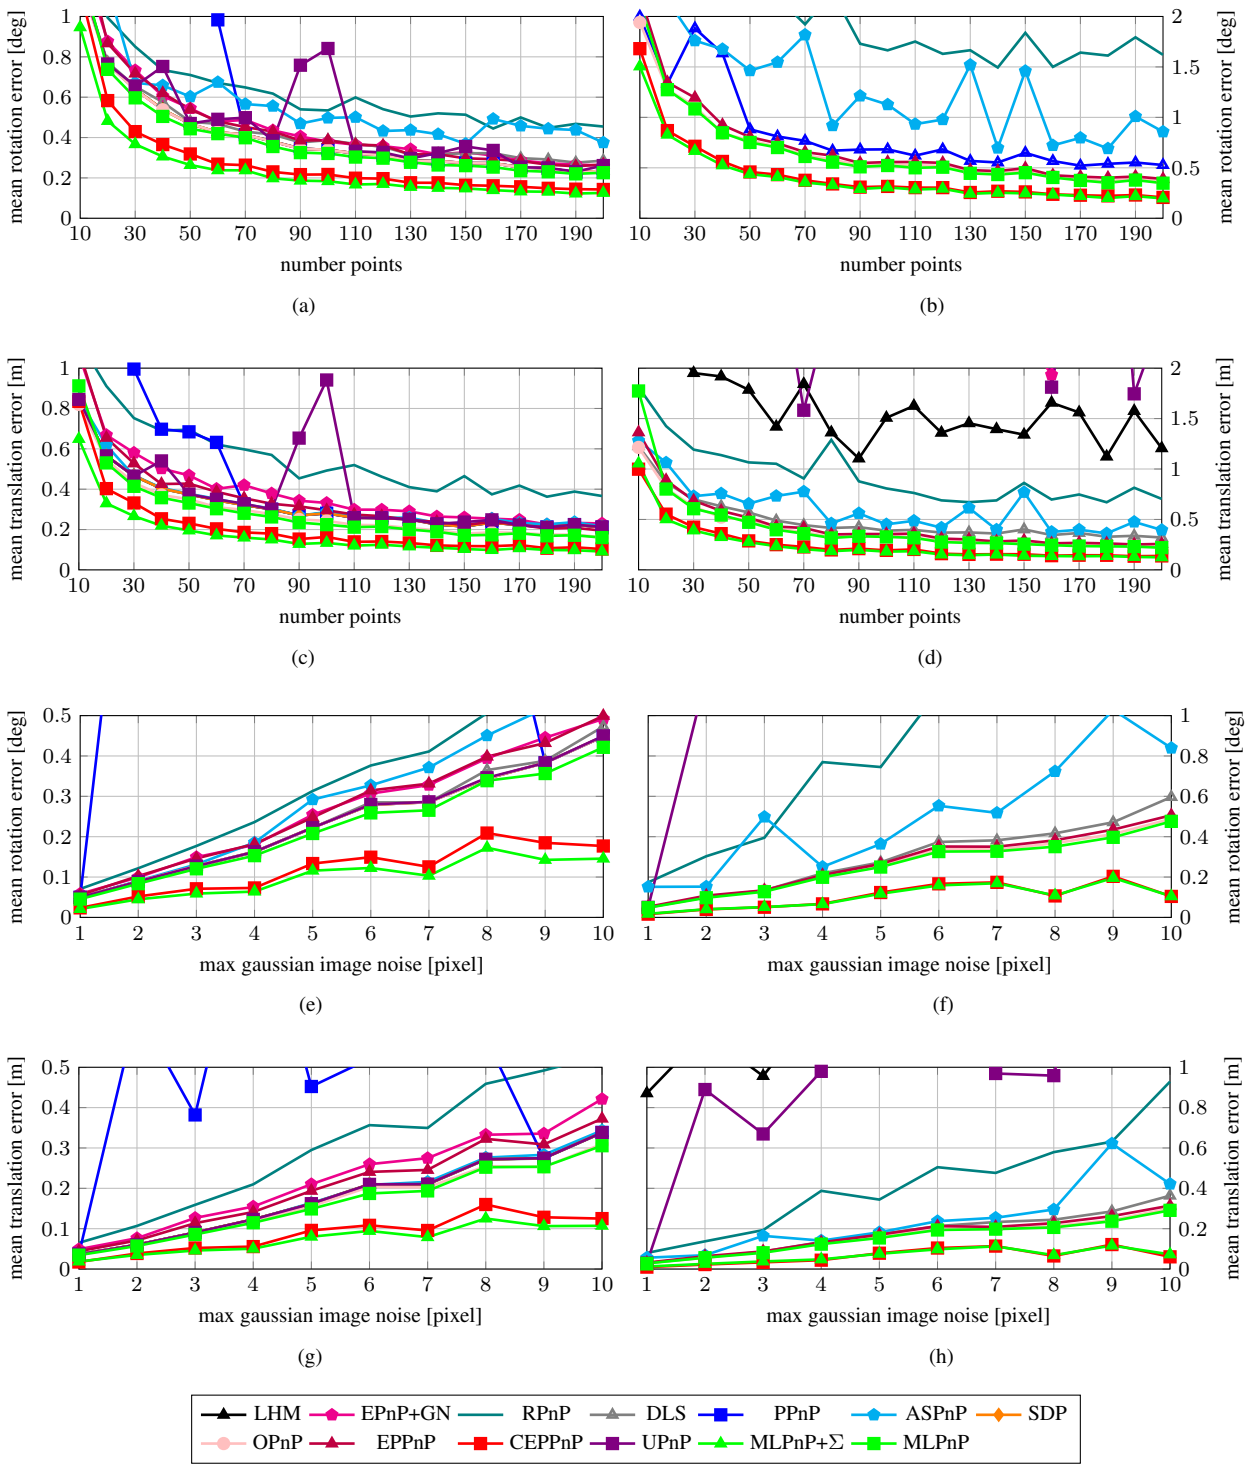 mean rotation error [deg]
1
0.8
0.6
0.4
0.2
0
10 30 50 70 90 110 130 150 170 190
number points
(a)
2
1.5
1
0.5
0
mean rotation error [deg]
10 30 50 70 90 110 130 150 170 190
number points
(b)
mean translation error [m]
1
0.8
0.6
0.4
0.2
0
10 30 50 70 90 110 130 150 170 190
number points
(c)
2
1.5
1
0.5
0
mean translation error [m]
10 30 50 70 90 110 130 150 170 190
number points
(d)
mean rotation error [deg]
0.5
0.4
0.3
0.2
0.1
0
1 2 3 4 5 6 7 8 9 10
max gaussian image noise [pixel]
(e)
1
0.8
0.6
0.4
0.2
0
mean rotation error [deg]
1 2 3 4 5 6 7 8 9 10
max gaussian image noise [pixel]
(f)
mean translation error [m]
0.5
0.4
0.3
0.2
0.1
0
1 2 3 4 5 6 7 8 9 10
max gaussian image noise [pixel]
(g)
1
0.8
0.6
0.4
0.2
0
mean translation error [m]
1 2 3 4 5 6 7 8 9 10
max gaussian image noise [pixel]
(h)
LHM EPnP+GN RPnP DLS PPnP ASPnP SDP
OPnP EPPnP CEPPnP UPnP MLPnP+Σ MLPnP